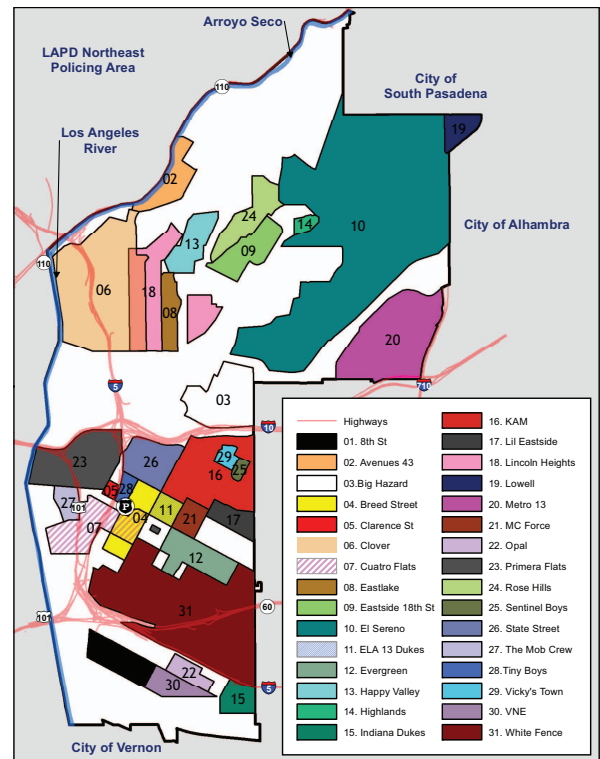 Arroyo Seco
LAPD Northeast
Policing Area
110
City of
South Pasadena
Los Angeles
River
19
02
City of Alhambra
24
10
14
13
09
110
06
18
08
20
5
710
03
10
23
26
29
16
25
05
28
P
27
101
04
11
07
21
17
12
31
101
60
22
30
15
5
City of Vernon
Highways
01. 8th St
02. Avenues 43
03.Big Hazard
04. Breed Street
05. Clarence St
06. Clover
07. Cuatro Flats
08. Eastlake
09. Eastside 18th St
10. El Sereno
11. ELA 13 Dukes
12. Evergreen
13. Happy Valley
14. Highlands
15. Indiana Dukes
16. KAM
17. Lil Eastside
18. Lincoln Heights
19. Lowell
20. Metro 13
21. MC Force
22. Opal
23. Primera Flats
24. Rose Hills
25. Sentinel Boys
26. State Street
27. The Mob Crew
28.Tiny Boys
29. Vicky's Town
30. VNE
31. White Fence